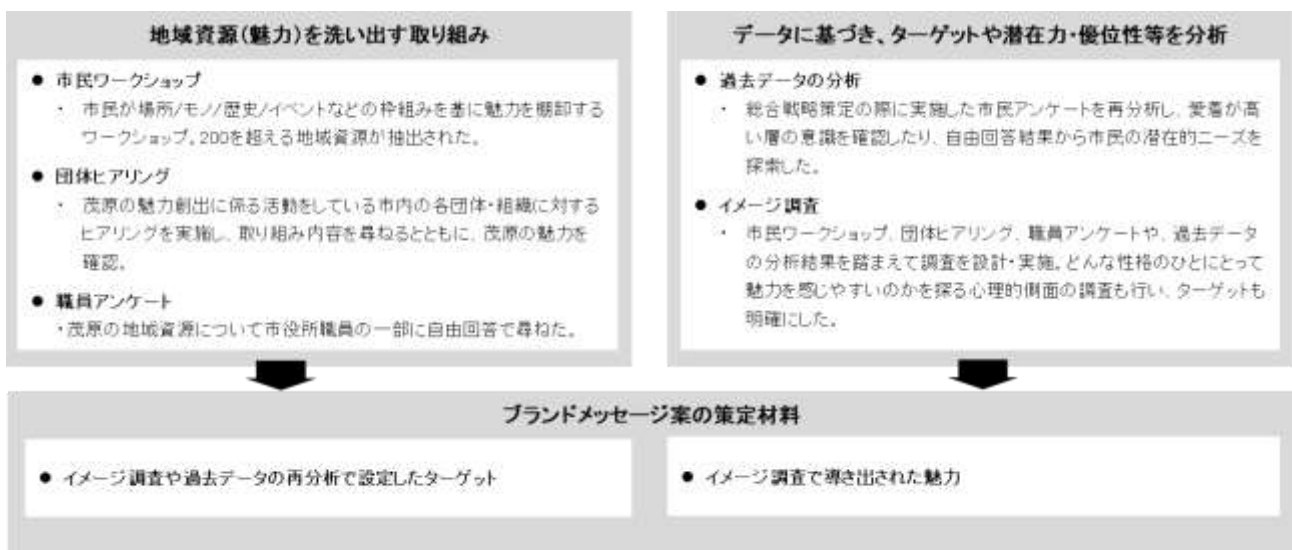 地域資源(魅力)を洗い出す取り組み
● 市民ワークショップ
・ 市民が場所/モノ/歴史/イベントなどの枠組みを基に魅力を棚卸する
ワークショップ。200を超える地域資源が抽出された。
● 団体ヒアリング
・ 茂原の魅力創出に係る活動をしている市内の各団体・組織に対する
ヒアリングを実施し、取り組み内容を尋ねるとともに、茂原の魅力を
確認。
● 職員アンケート
・茂原の地域資源について市役所職員の一部に自由回答で尋ねた。
データに基づき、ターゲットや潜在力・優位性等を分析
● 過去データの分析
・ 総合戦略策定の際に実施した市民アンケートを再分析し、愛着が高
い層の意識を確認したり、自由回答結果から市民の潜在的ニーズを
探索した。
● イメージ調査
・ 市民ワークショップ、団体ヒアリング、職員アンケートや、過去データ
の分析結果を踏まえて調査を設計・実施。どんな性格のひとにとって
魅力を感じやすいのかを探る心理的側面の調査も行い、ターゲットも
明確にした。
ブランドメッセージ案の策定材料
● イメージ調査や過去データの再分析で設定したターゲット
● イメージ調査で導き出された魅力